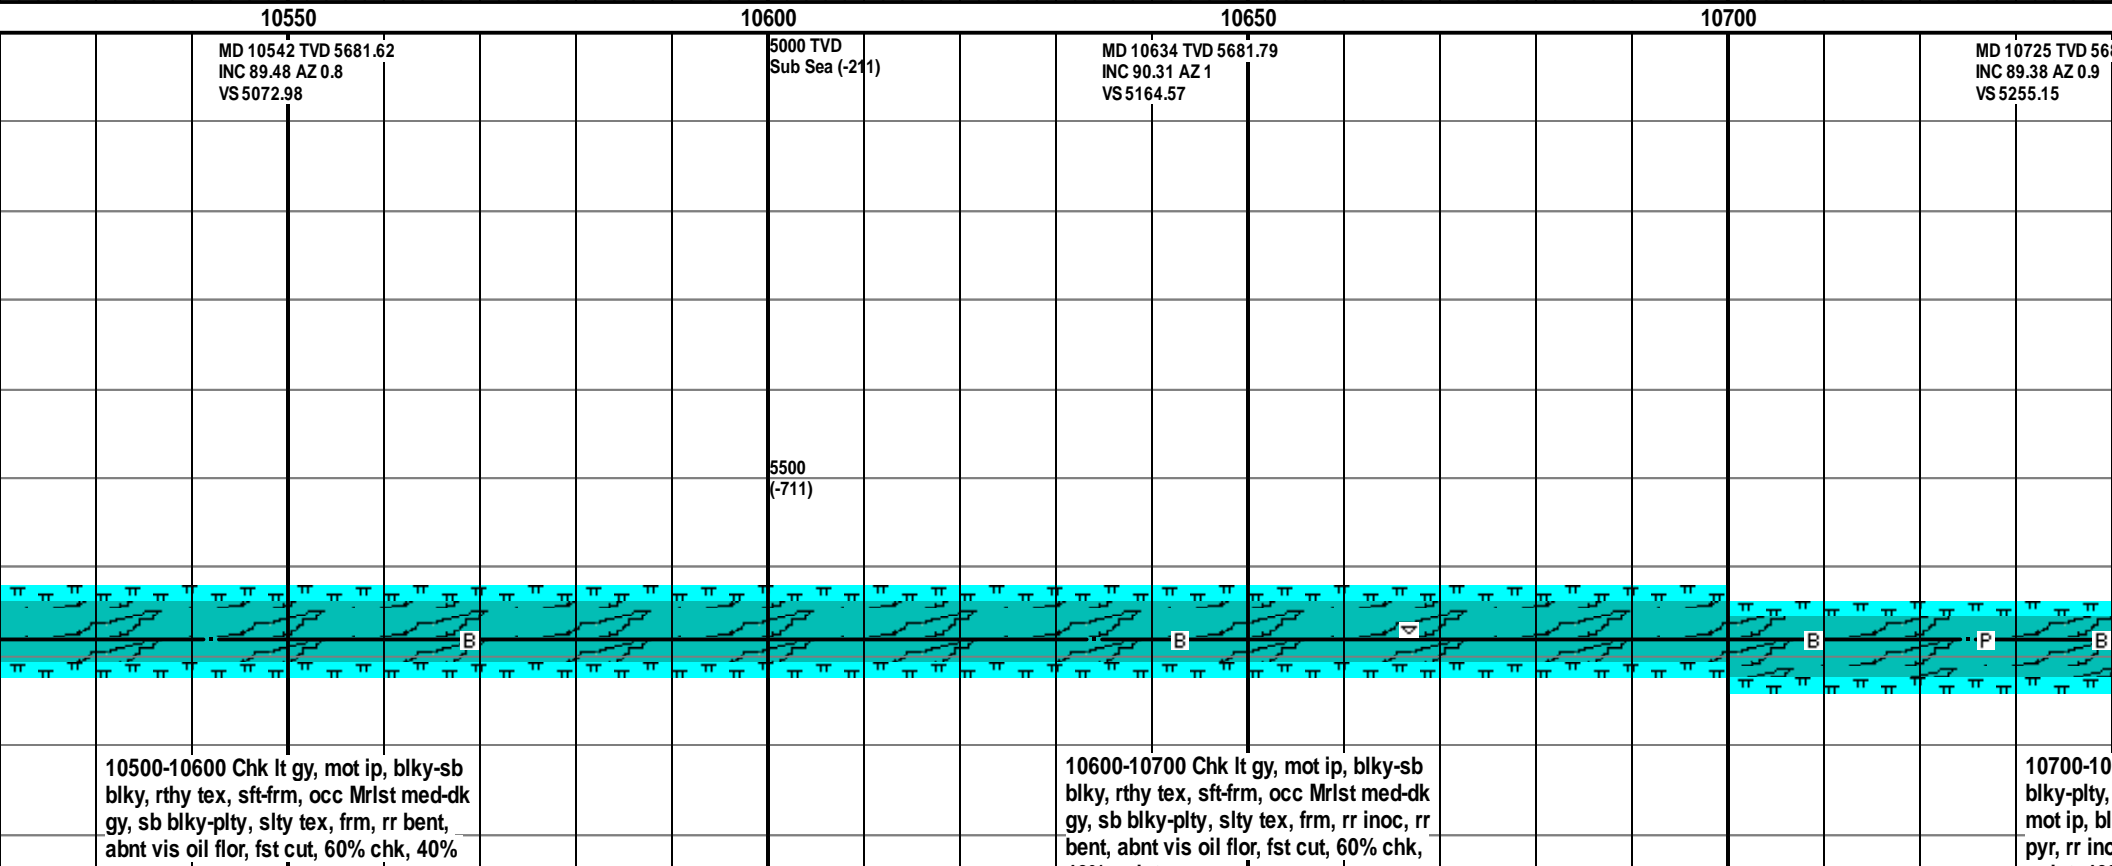 10550 10600 10650 10700
MD 10542 TVD 5681.62
INC 89.48 AZ 0.8
VS 5072.98
5000 TVD
Sub Sea (-211)
MD 10634 TVD 5681.79
INC 90.31 AZ 1
VS 5164.57
MD 10725 TVD 568
INC 89.38 AZ 0.9
VS 5255.15
5500
(-711)
B B B P B
10500-10600 Chk lt gy, mot ip, blky-sb
blky, rthy tex, sft-frm, occ Mrlst med-dk
gy, sb blky-plty, slty tex, frm, rr bent,
abnt vis oil flor, fst cut, 60% chk, 40%
10600-10700 Chk lt gy, mot ip, blky-sb
blky, rthy tex, sft-frm, occ Mrlst med-dk
gy, sb blky-plty, slty tex, frm, rr inoc, rr
bent, abnt vis oil flor, fst cut, 60% chk,
10700-10
blky-plty,
mot ip, bl
pyr, rr inc